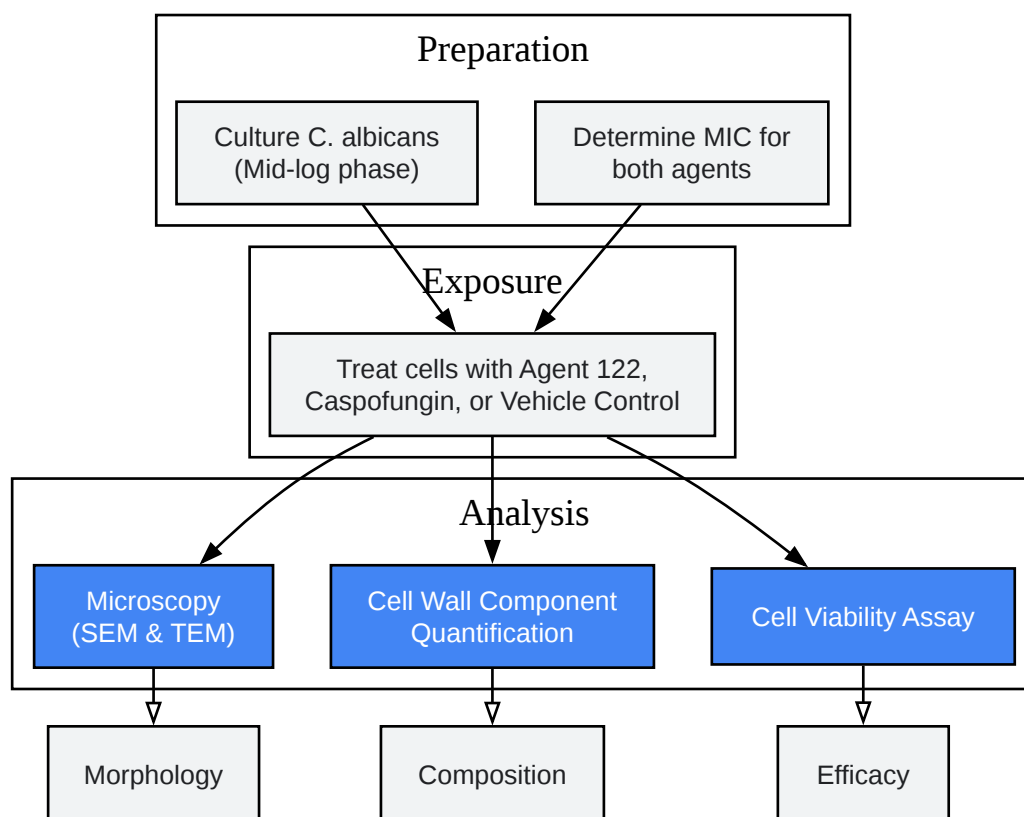 Preparation
Culture C. albicans
(Mid-log phase)
Determine MIC for
both agents
Exposure
Treat cells with Agent 122,
Caspofungin, or Vehicle Control
Analysis
Microscopy
(SEM & TEM)
Cell Wall Component
Quantification
Cell Viability Assay
Morphology
Composition
Efficacy